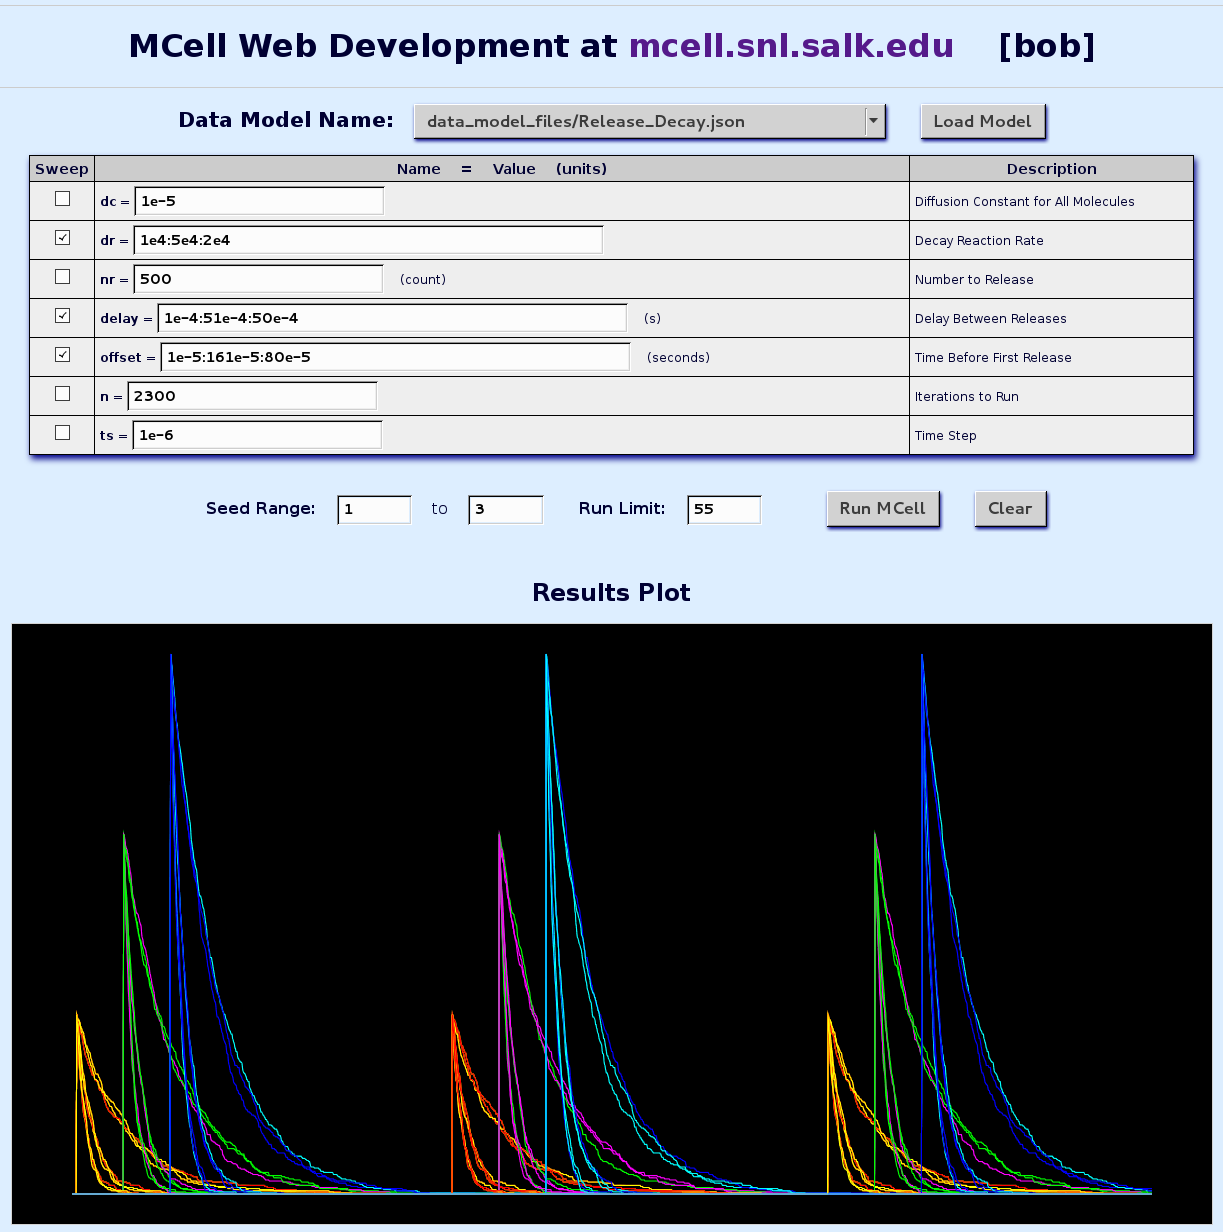 MCell Web Development at mcell.snl.salk.edu [bob]
Data Model Name: data_model_files/Release_Decay.json Load Model
Sweep Name = Value (units) Description
dc = 1e-5 Diffusion Constant for All Molecules
dr = 1e4:5e4:2e4 Decay Reaction Rate
nr = 500 (count) Number to Release
delay = 1e-4:51e-4:50e-4 (s) Delay Between Releases
offset = 1e-5:161e-5:80e-5 (seconds) Time Before First Release
n = 2300 Iterations to Run
ts = 1e-6 Time Step
Seed Range: 1 to 3 Run Limit: 55 Run MCell Clear
Results Plot